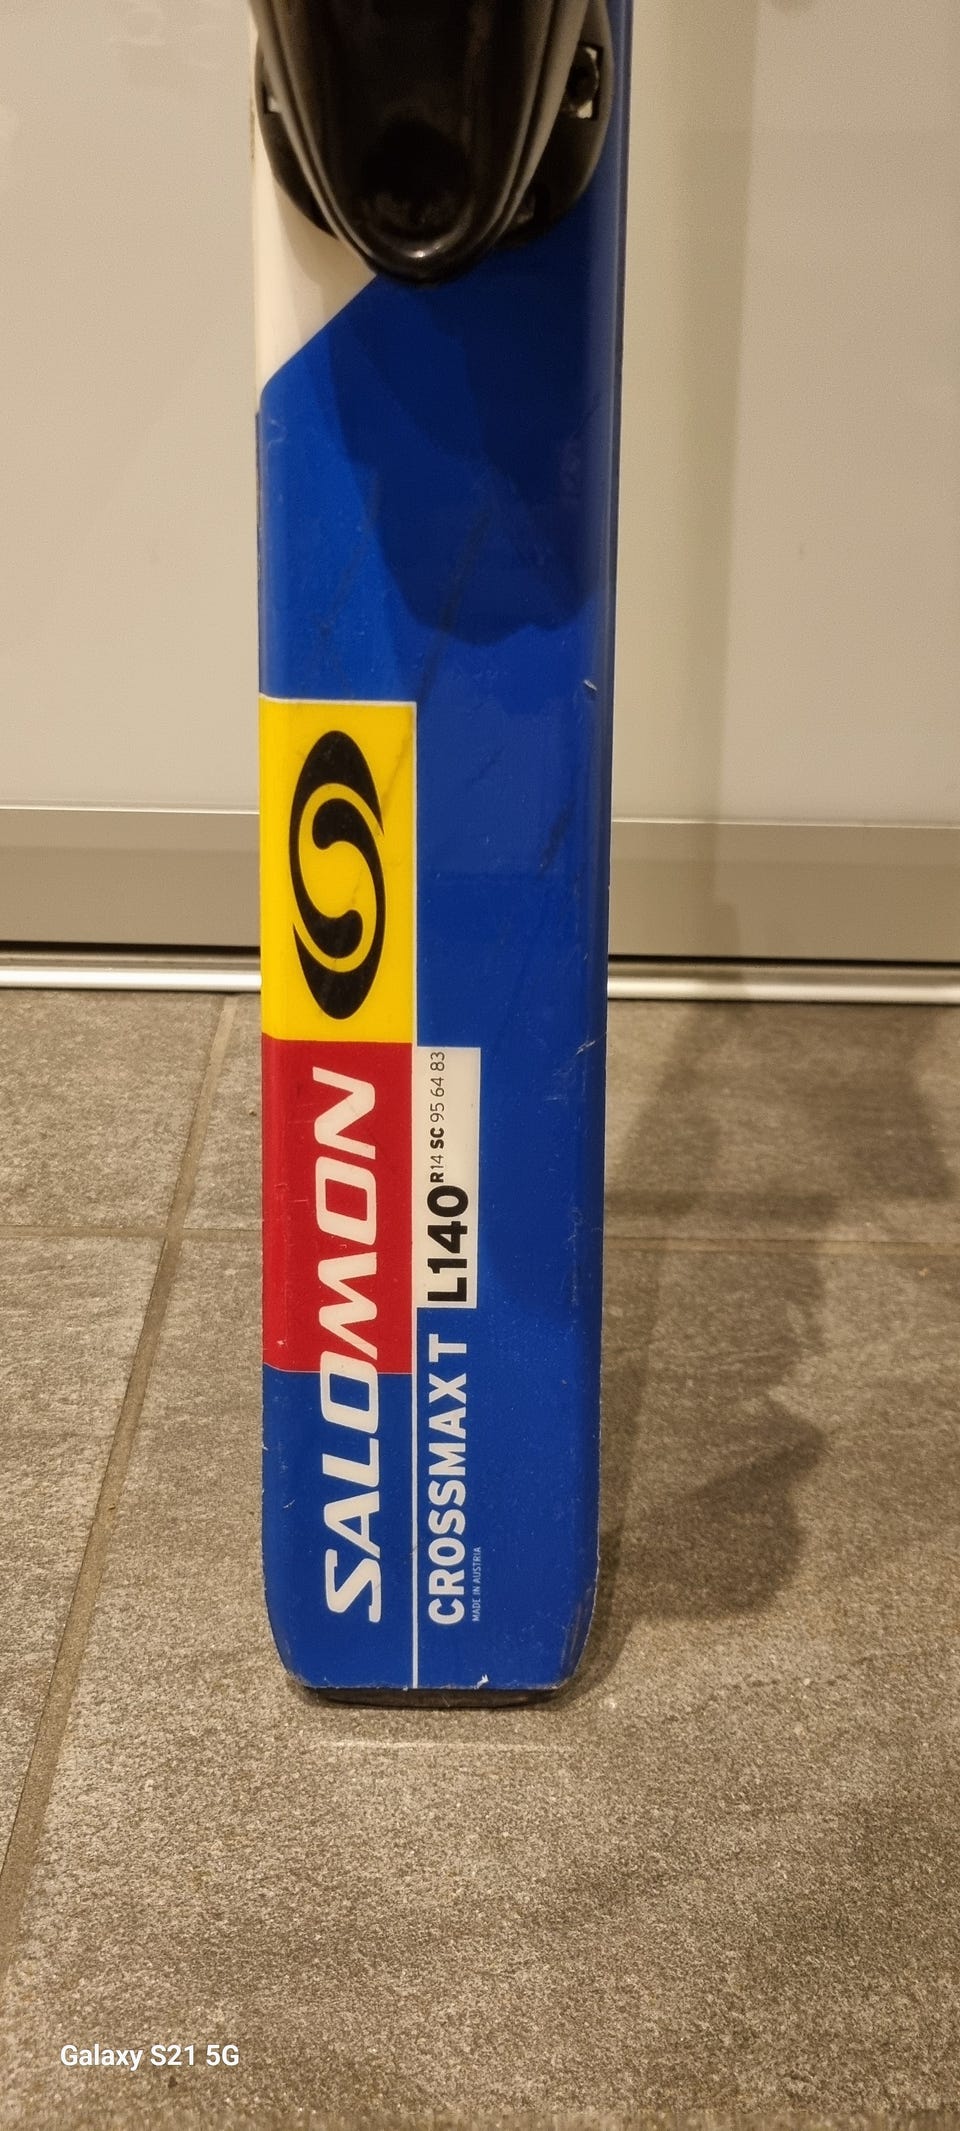 SALOMON
CROSSMAX T L140 R14 SC 95 64 83
MADE IN AUSTRIA
Galaxy S21 5G